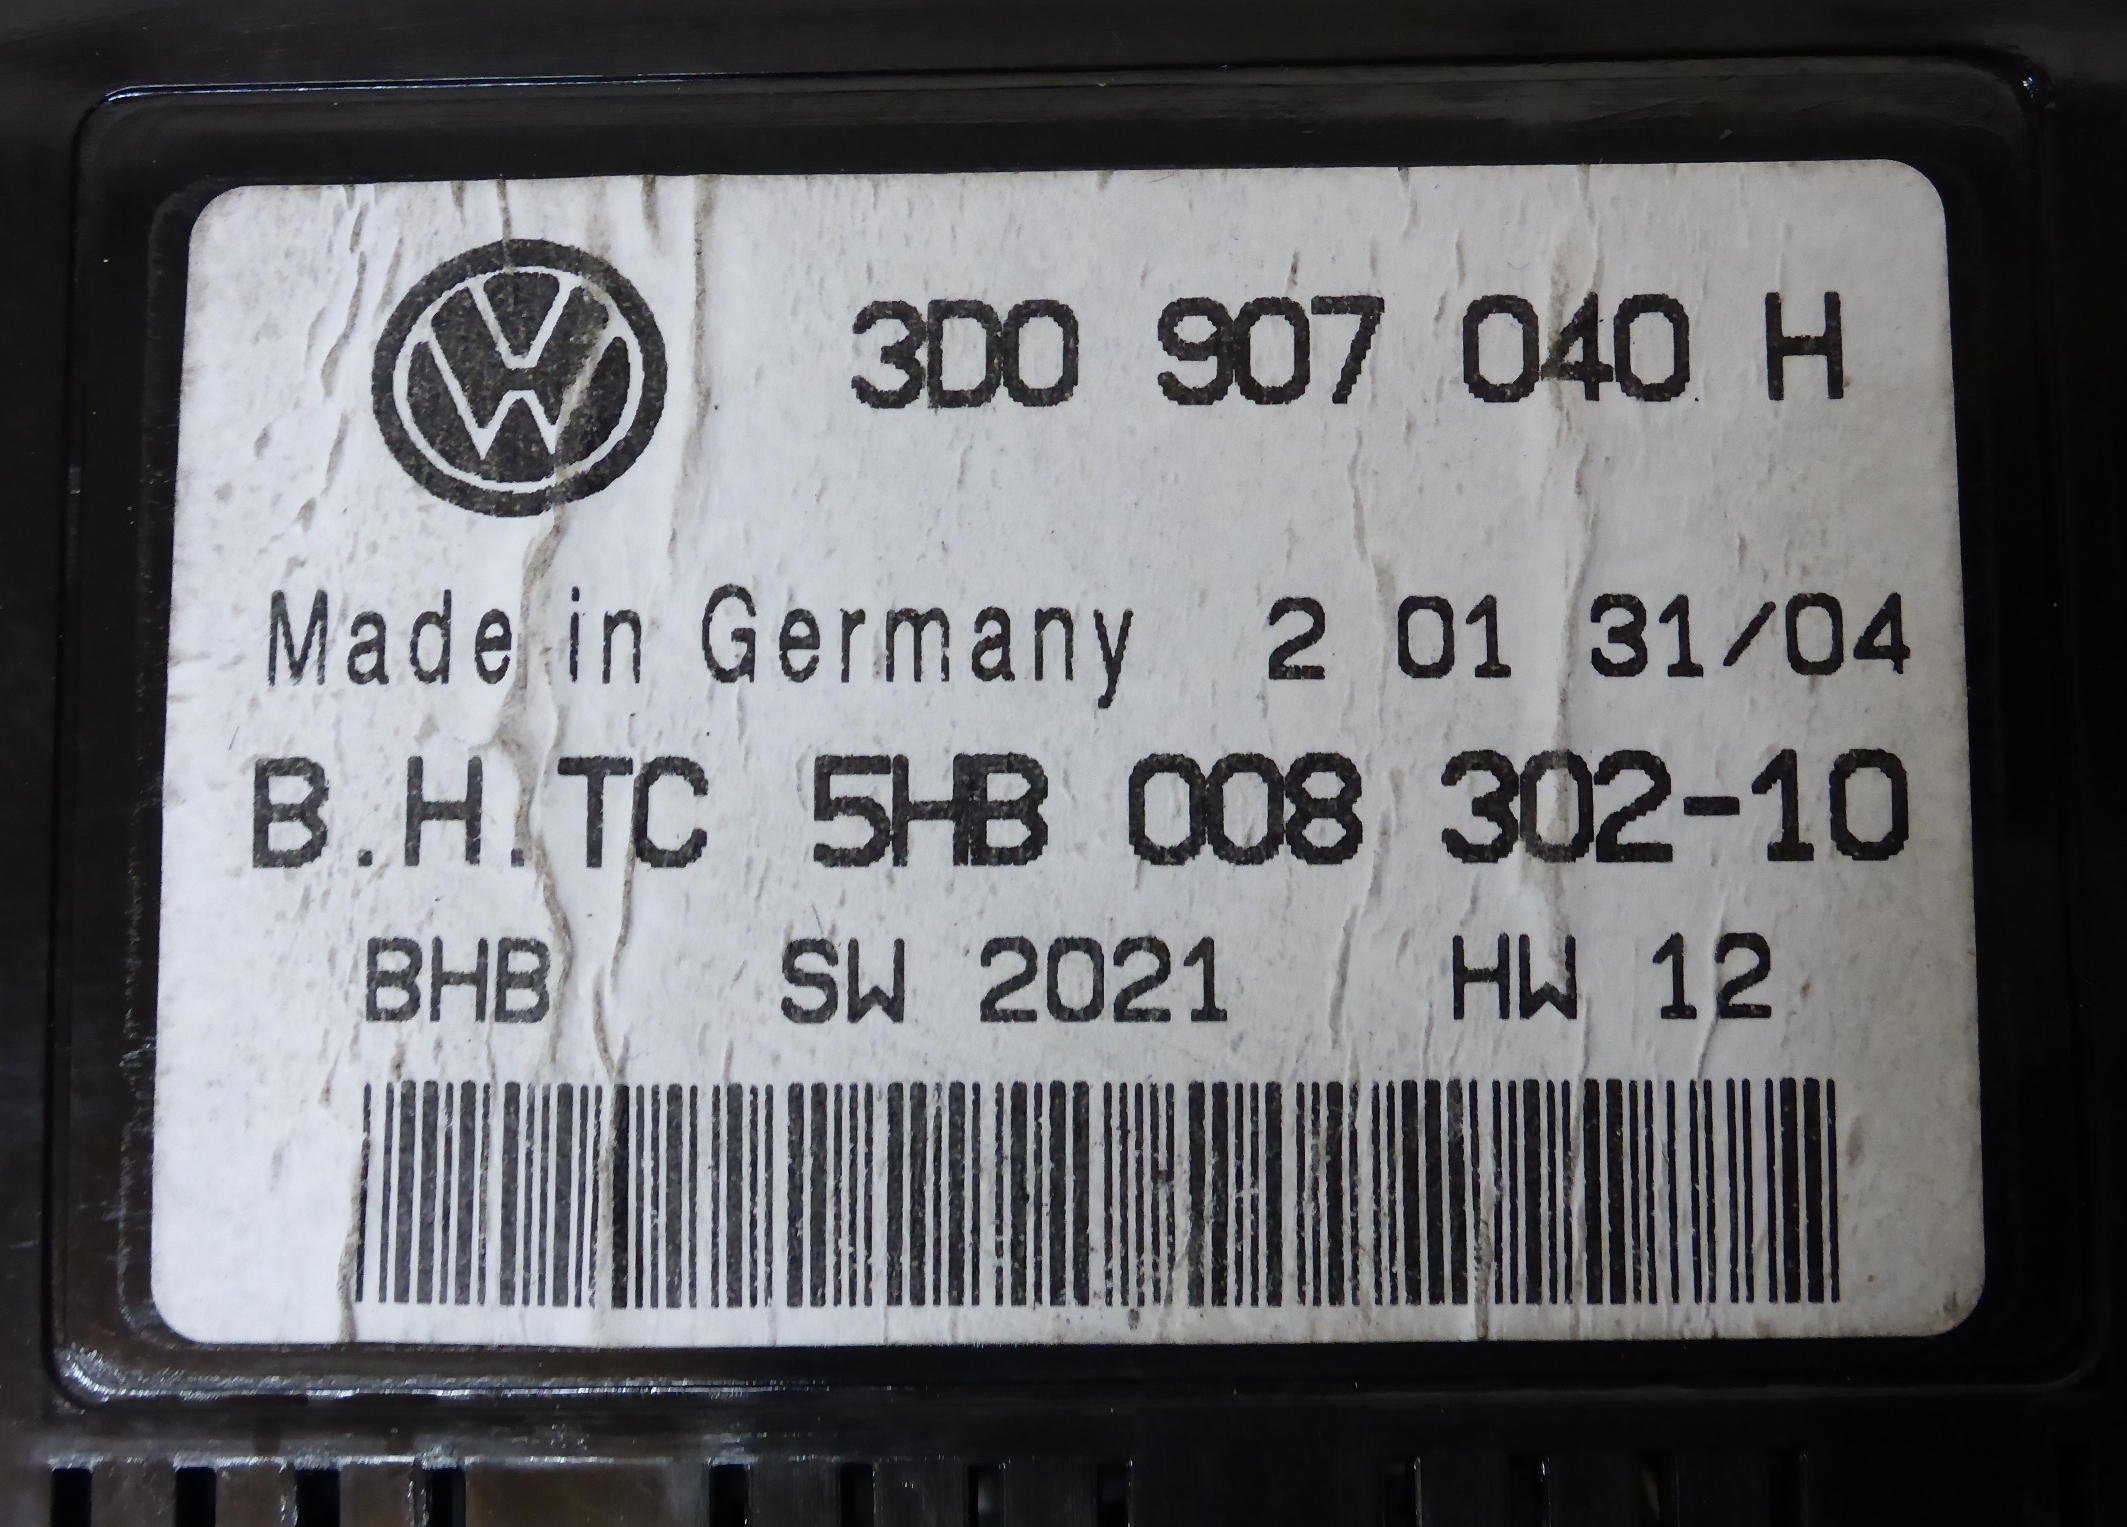 3D0 907 040 H
Made in Germany 2 01 31/04
B.H.TC 5HB 008 302-10
BHB SW 2021 HW 12